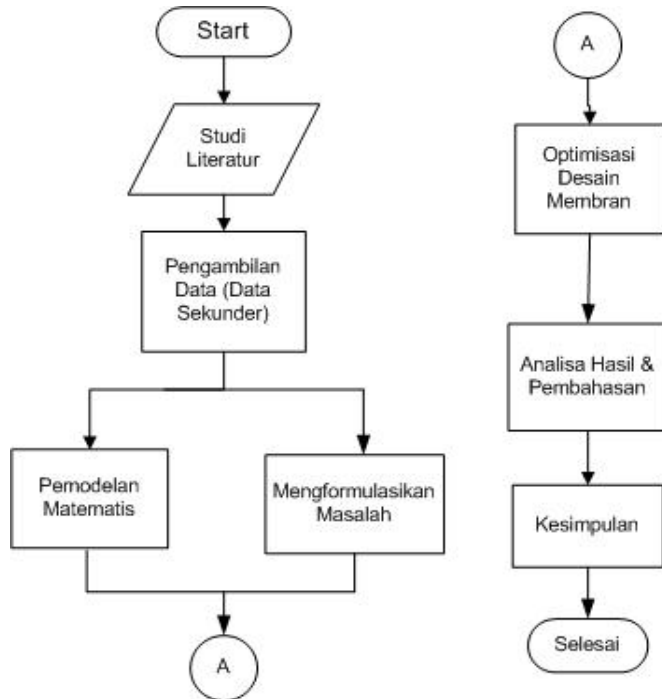 Start
Studi
Literatur
Pengambilan
Data (Data
Sekunder)
Pemodelan
Matematis
Mengformulasikan
Masalah
A
A
Optimisasi
Desain
Membran
Analisa Hasil &
Pembahasan
Kesimpulan
Selesai